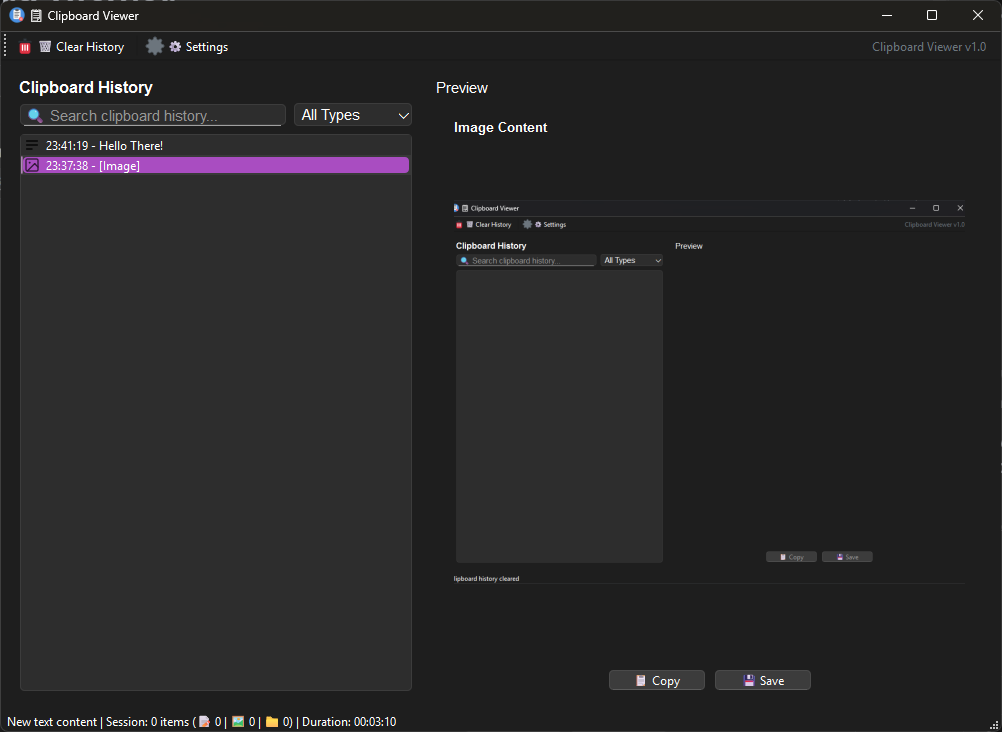 Clipboard Viewer
Clear History Settings Clipboard Viewer v1.0
Clipboard History
Preview
Search clipboard history...
All Types
23:41:19 - Hello There!
23:37:38 - [Image]
Image Content
Clipboard Viewer
Clear History Settings Clipboard Viewer v1.0
Clipboard History
Preview
Search clipboard history...
All Types
Copy Save
lipboard history cleared
Copy Save
New text content | Session: 0 items ( 0 | 0 | 0) | Duration: 00:03:10